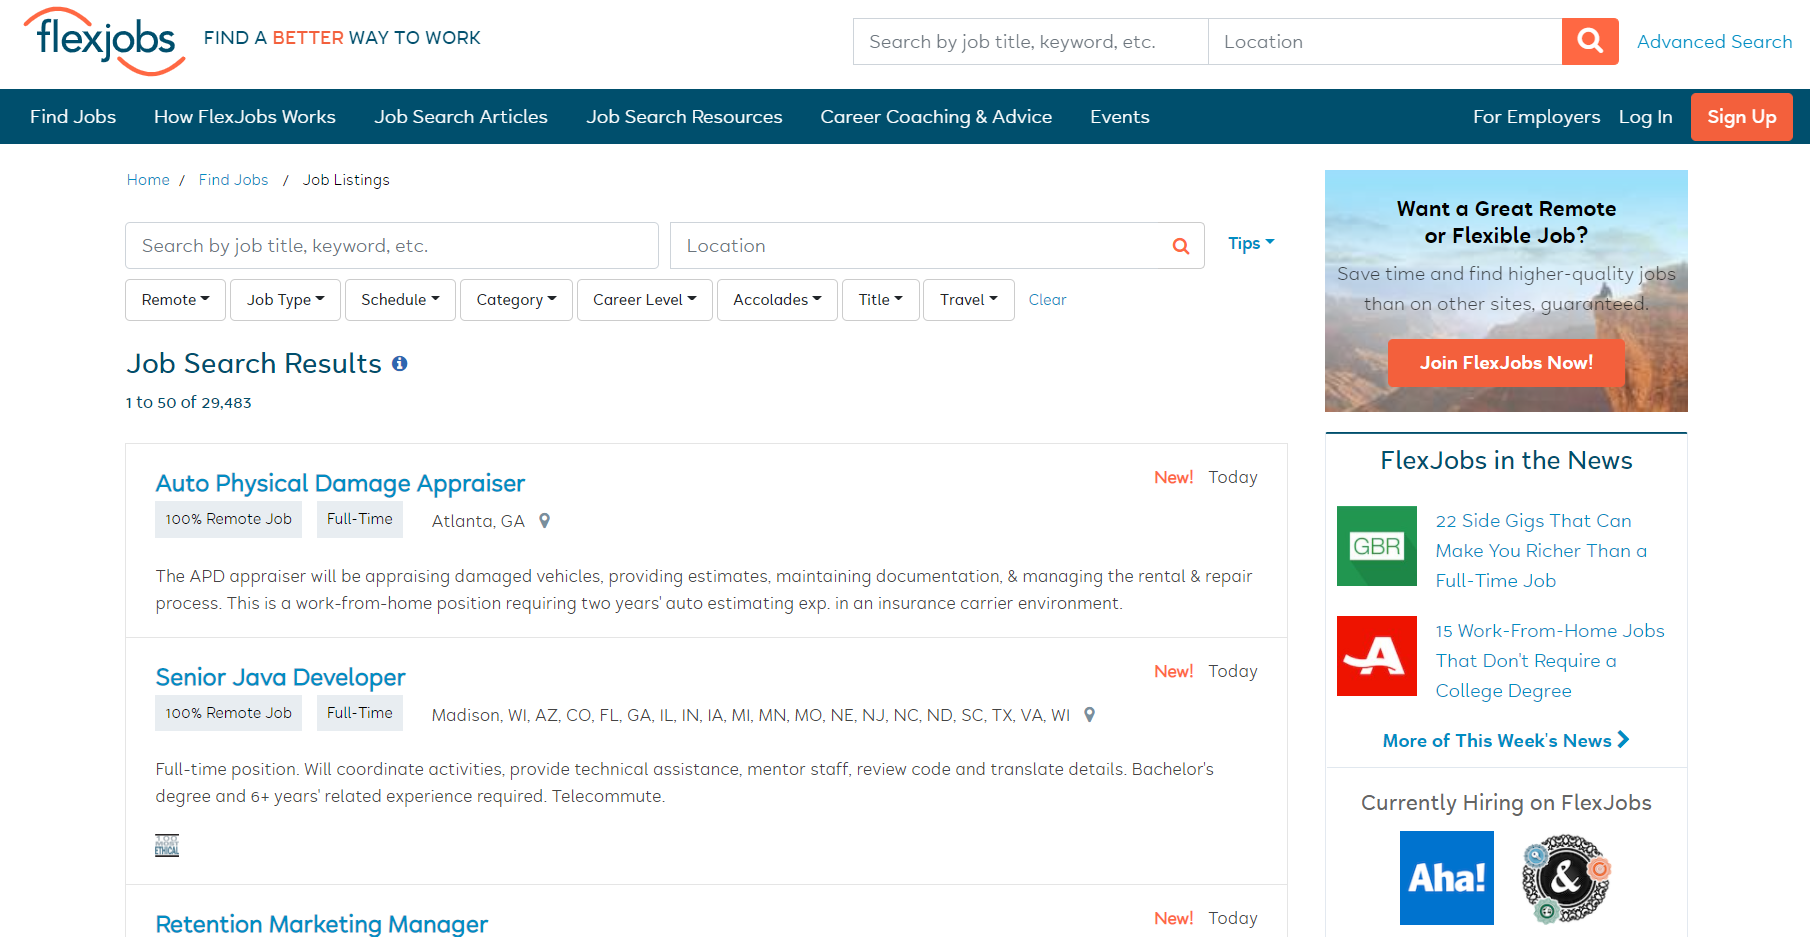 flexjobs
FIND A BETTER WAY TO WORK
Search by job title, keyword, etc.
Location
Advanced Search
Find Jobs
How FlexJobs Works
Job Search Articles
Job Search Resources
Career Coaching & Advice
Events
For Employers
Log In
Sign Up
Home / Find Jobs / Job Listings
Search by job title, keyword, etc.
Location
Tips
Remote
Job Type
Schedule
Category
Career Level
Accolades
Title
Travel
Clear
Job Search Results
1 to 50 of 29,483
Auto Physical Damage Appraiser
New! Today
100% Remote Job
Full-Time
Atlanta, GA
The APD appraiser will be appraising damaged vehicles, providing estimates, maintaining documentation, & managing the rental & repair
process. This is a work-from-home position requiring two years' auto estimating exp. in an insurance carrier environment.
Senior Java Developer
New! Today
100% Remote Job
Full-Time
Madison, WI, AZ, CO, FL, GA, IL, IN, IA, MI, MN, MO, NE, NJ, NC, ND, SC, TX, VA, WI
Full-time position. Will coordinate activities, provide technical assistance, mentor staff, review code and translate details. Bachelor's
degree and 6+ years' related experience required. Telecommute.
100
MOST
ETHICAL
Retention Marketing Manager
New! Today
Want a Great Remote
or Flexible Job?
Save time and find higher-quality jobs
than on other sites, guaranteed.
Join FlexJobs Now!
FlexJobs in the News
GBR
22 Side Gigs That Can
Make You Richer Than a
Full-Time Job
A
15 Work-From-Home Jobs
That Don't Require a
College Degree
More of This Week's News
Currently Hiring on FlexJobs
Aha!
&